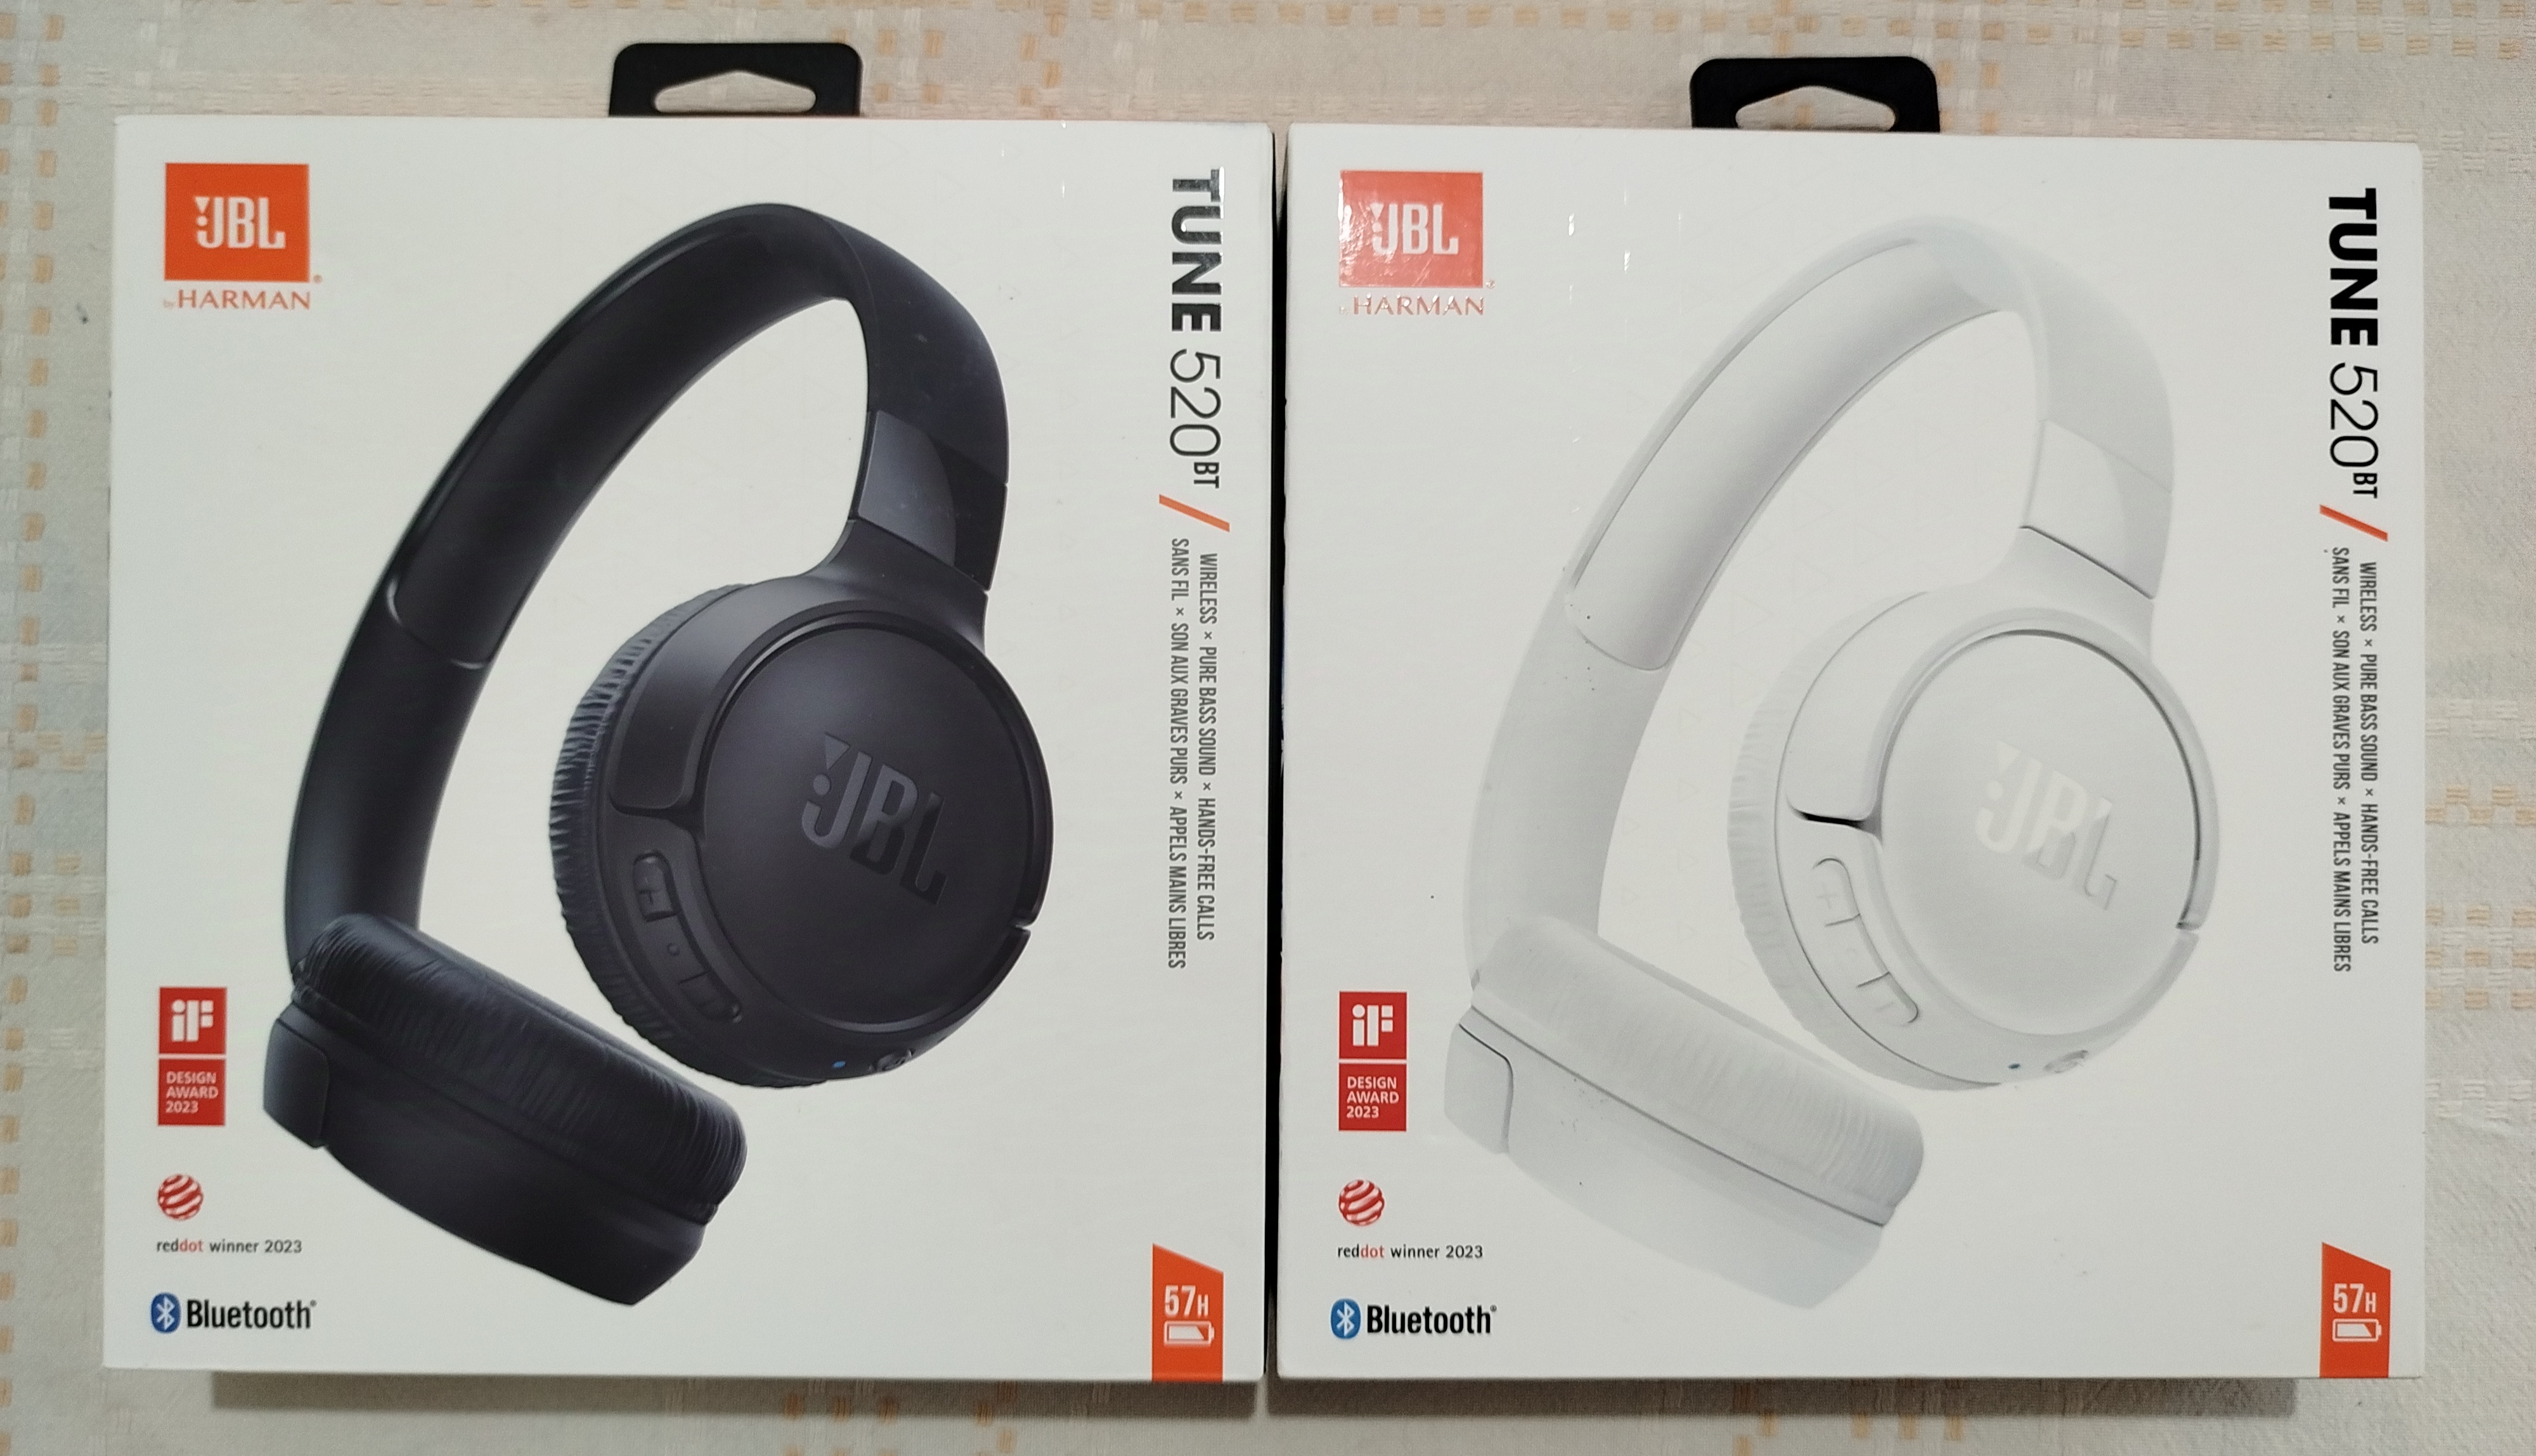 JBL
by HARMAN
TUNE 520BT
WIRELESS × PURE BASS SOUND × HANDS-FREE CALLS
SANS FIL × SON AUX GRAVES PURS × APPELS MAINS LIBRES
JBL
iF
DESIGN
AWARD
2023
reddot winner 2023
Bluetooth®
57H
JBL
HARMAN
TUNE 520BT
WIRELESS × PURE BASS SOUND × HANDS-FREE CALLS
SANS FIL × SON AUX GRAVES PURS × APPELS MAINS LIBRES
JBL
iF
DESIGN
AWARD
2023
reddot winner 2023
Bluetooth®
57H